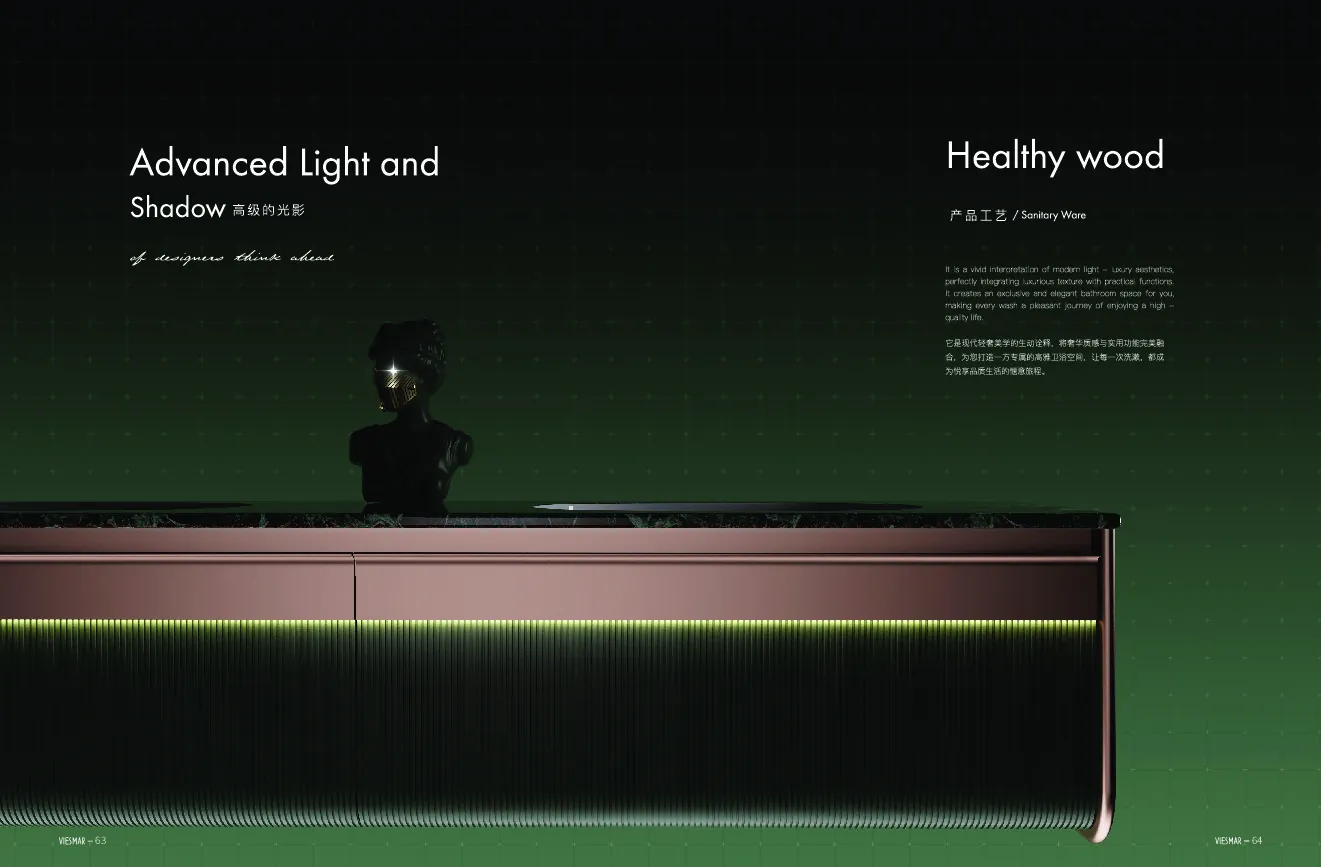 Advanced Light and
Shadow 高级的光影
of designers think ahead
Healthy wood
产品工艺 / Sanitary Ware
It is a vivid interoretation of modern light – uxury aesthetics,
perfectly integrating luxurious texture with practical functions.
It creates an exclusive and elegant bathroom space for you,
making every wash a pleasant journey of enjoying a high –
quality life.
它是现代轻奢美学的生动诠释，将奢华质感与实用功能完美融
合，为您打造一方专属的高雅卫浴空间，让每一次洗漱，都成
为悦享品质生活的惬意旅程。
VIESMAR – 63
VIESMAR – 64